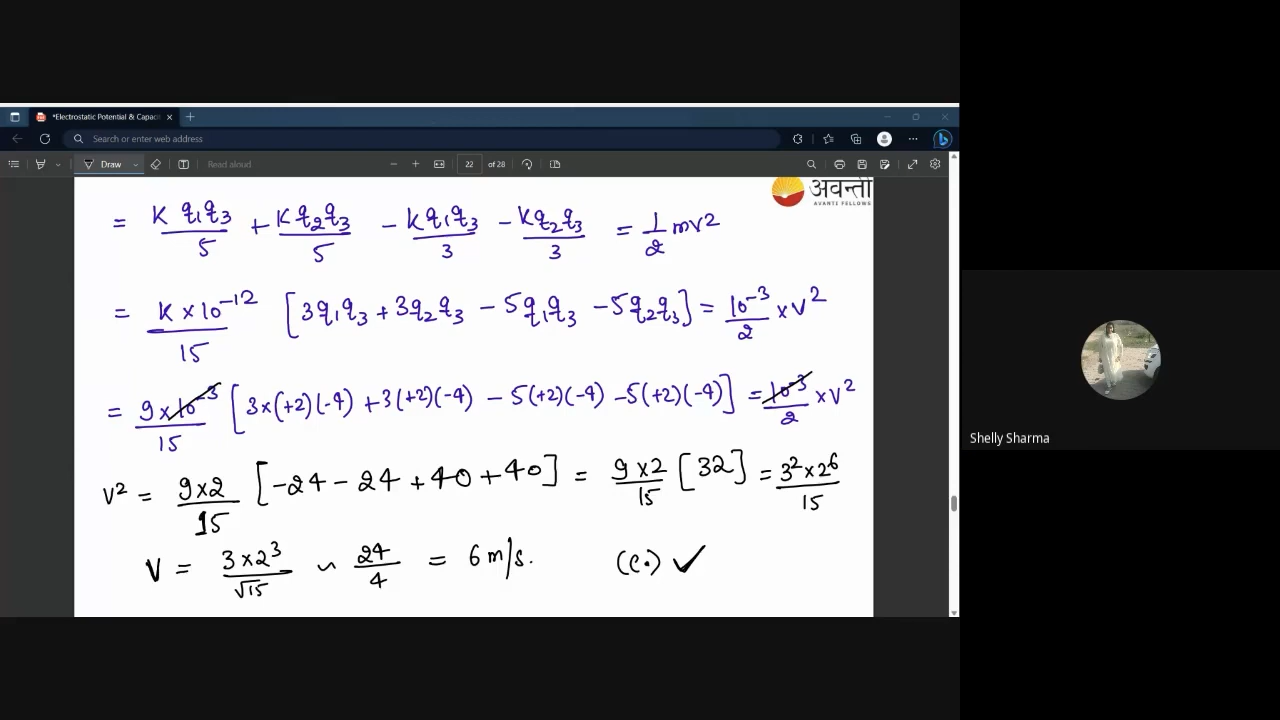 *Electrostatic Potential & Capaci
Search or enter web address
Draw
Read aloud
22 of 28
अवन्ती
AVANTI FELLOWS
= K q₁q₃/5 + K q₂q₃/5 - K q₁q₃/3 - K q₂q₃/3 = 1/2 mv²
= K × 10⁻¹²/15 [3q₁q₃ + 3q₂q₃ - 5q₁q₃ - 5q₂q₃] = 10⁻³/2 × v²
= 9 × 10⁻³/15 [3×(+2)(-4) + 3(+2)(-4) - 5(+2)(-4) - 5(+2)(-4)] = 10⁻³/2 × v²
v² = 9×2/15 [-24 - 24 + 40 + 40] = 9×2/15 [32] = 3² × 2⁶/15
v = 3 × 2³/√15 ~ 24/4 = 6 m/s. (c.) ✓
Shelly Sharma